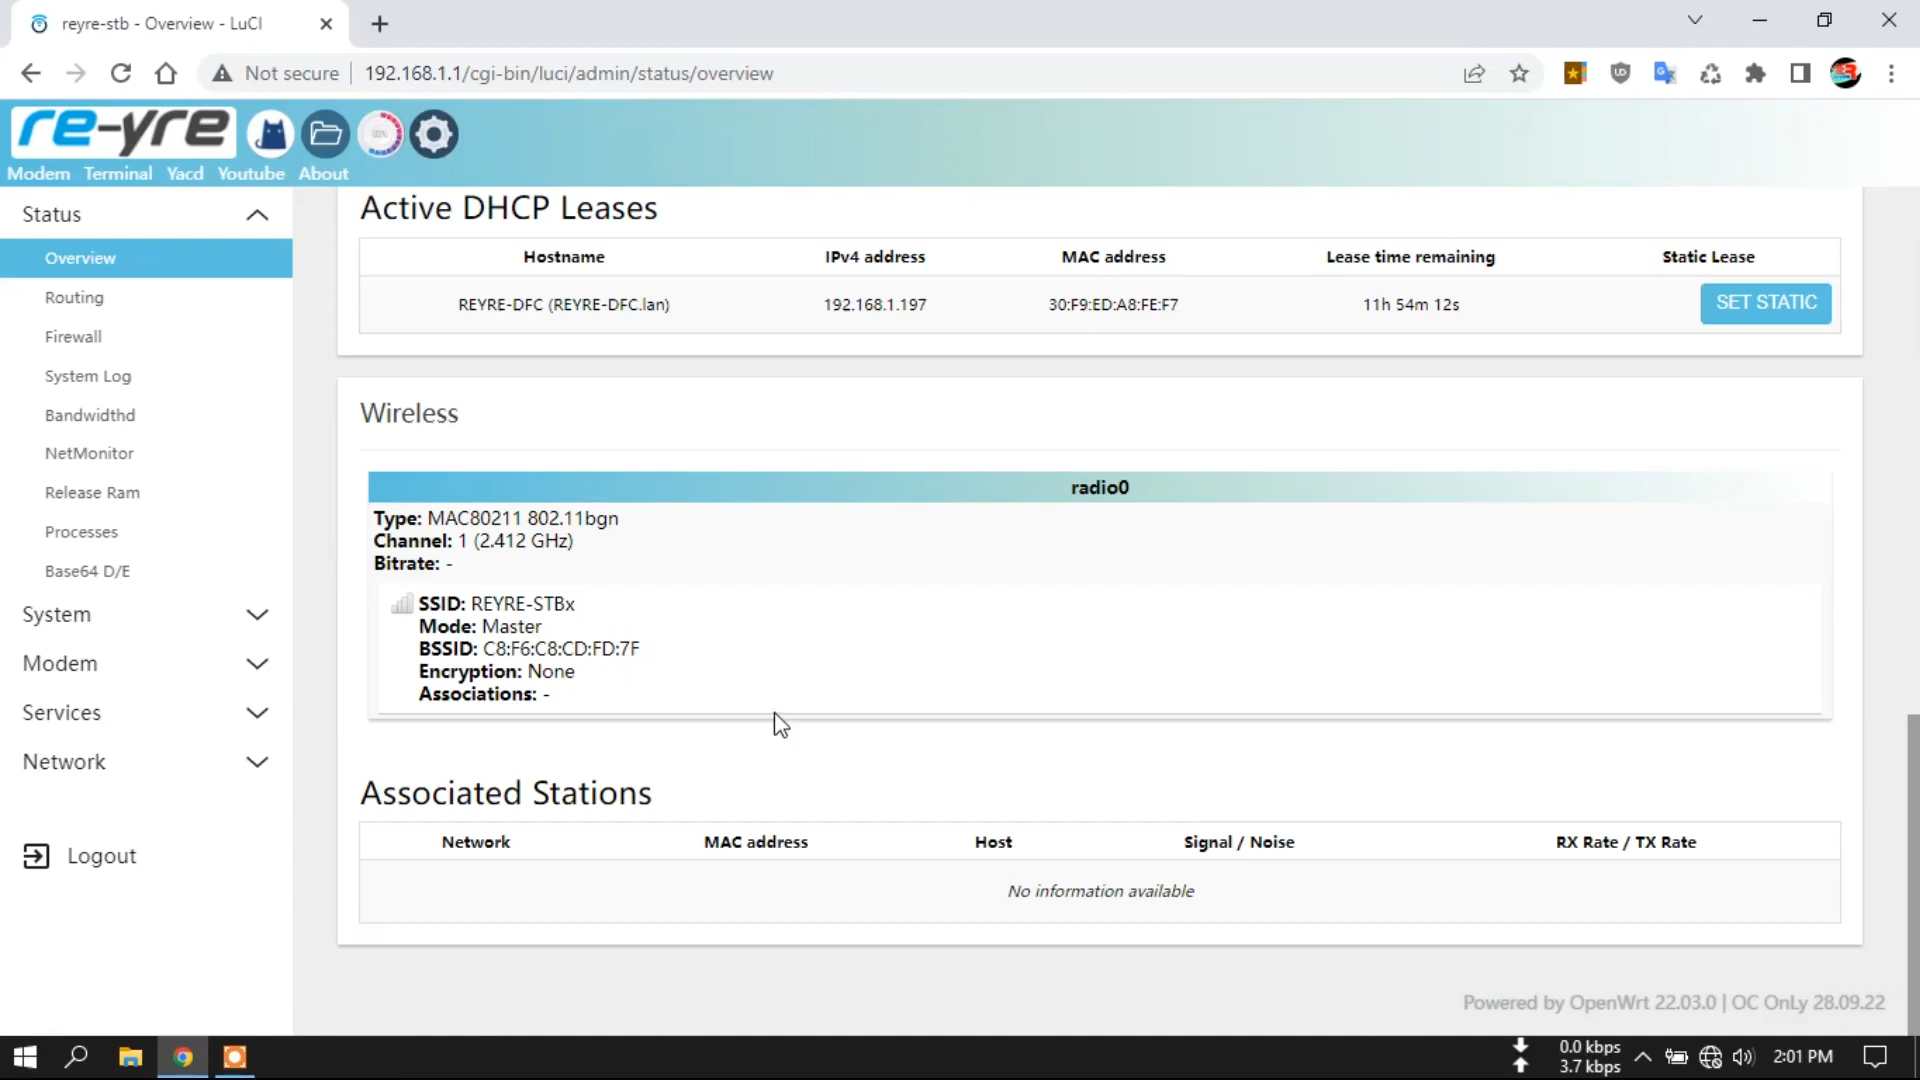 reyre-stb - Overview - LuCI
Not secure
192.168.1.1/cgi-bin/luci/admin/status/overview
re-yre
Modem Terminal Yacd Youtube About
Status
Overview
Routing
Firewall
System Log
Bandwidthd
NetMonitor
Release Ram
Processes
Base64 D/E
System
Modem
Services
Network
Logout
Active DHCP Leases
Hostname IPv4 address MAC address Lease time remaining Static Lease
REYRE-DFC (REYRE-DFC.lan) 192.168.1.197 30:F9:ED:A8:FE:F7 11h 54m 12s SET STATIC
Wireless
radio0
Type: MAC80211 802.11bgn
Channel: 1 (2.412 GHz)
Bitrate: -
SSID: REYRE-STBx
Mode: Master
BSSID: C8:F6:C8:CD:FD:7F
Encryption: None
Associations: -
Associated Stations
Network MAC address Host Signal / Noise RX Rate / TX Rate
No information available
Powered by OpenWrt 22.03.0 | OC OnLy 28.09.22
0.0 kbps
3.7 kbps
2:01 PM